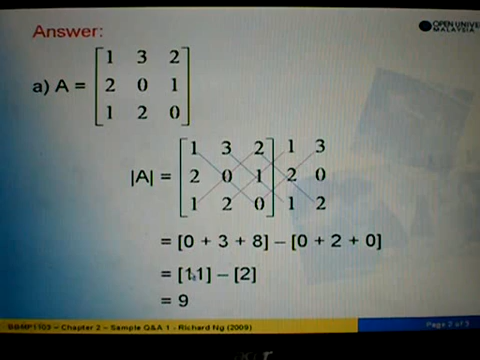 Answer:
OPEN UNIVE
MALAYSIA
a) A = [1 3 2
2 0 1
1 2 0]
|A| = [1 3 2] 1 3
[2 0 1] 2 0
[1 2 0] 1 2
= [0 + 3 + 8] – [0 + 2 + 0]
= [11] – [2]
= 9
BBMP1103 – Chapter 2 – Sample Q&A 1 - Richard Ng (2009)
Page 2 of 3